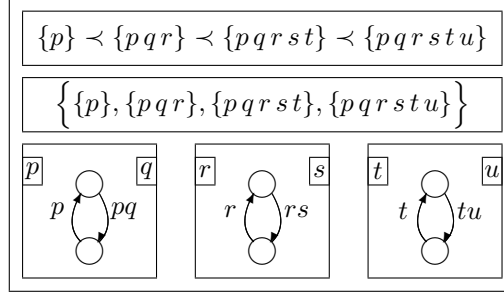 {p} ≺ {p q r} ≺ {p q r s t} ≺ {p q r s t u}
{{p}, {p q r}, {p q r s t}, {p q r s t u}}
p q r s t u
p pq r rs t tu